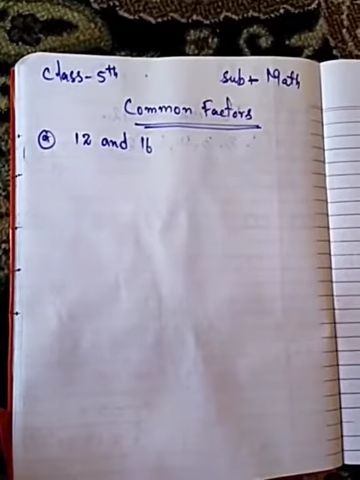 Class - 5th Sub + Math
Common Factors
(a) 12 and 16